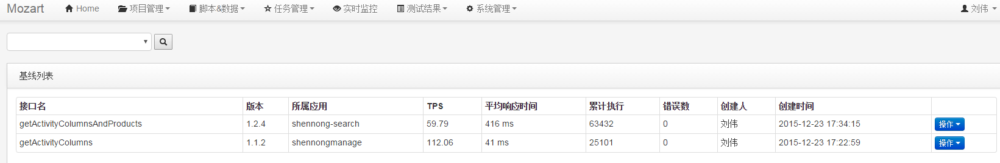 Mozart Home 项目管理 脚本&数据 任务管理 实时监控 测试结果 系统管理 刘伟
基线列表
接口名 版本 所属应用 TPS 平均响应时间 累计执行 错误数 创建人 创建时间
getActivityColumnsAndProducts 1.2.4 shennong-search 59.79 416 ms 63432 0 刘伟 2015-12-23 17:34:15 操作
getActivityColumns 1.1.2 shennongmanage 112.06 41 ms 25101 0 刘伟 2015-12-23 17:22:59 操作